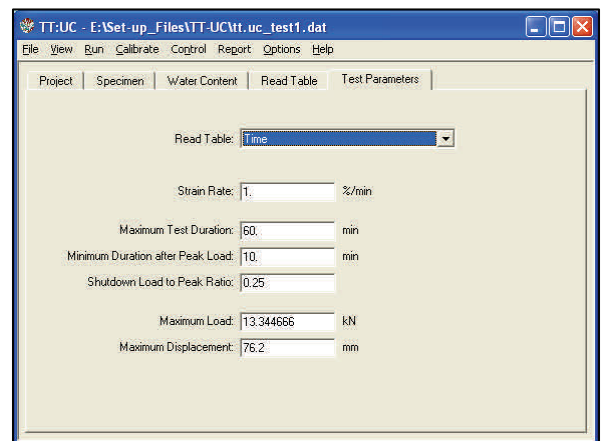 TT:UC - E:\Set-up_Files\TT-UC\tt.uc_test1.dat
File View Run Calibrate Control Report Options Help
Project Specimen Water Content Read Table Test Parameters
Read Table: Time
Strain Rate: 1. %/min
Maximum Test Duration: 60. min
Minimum Duration after Peak Load: 10. min
Shutdown Load to Peak Ratio: 0.25
Maximum Load: 13.344666 kN
Maximum Displacement: 76.2 mm